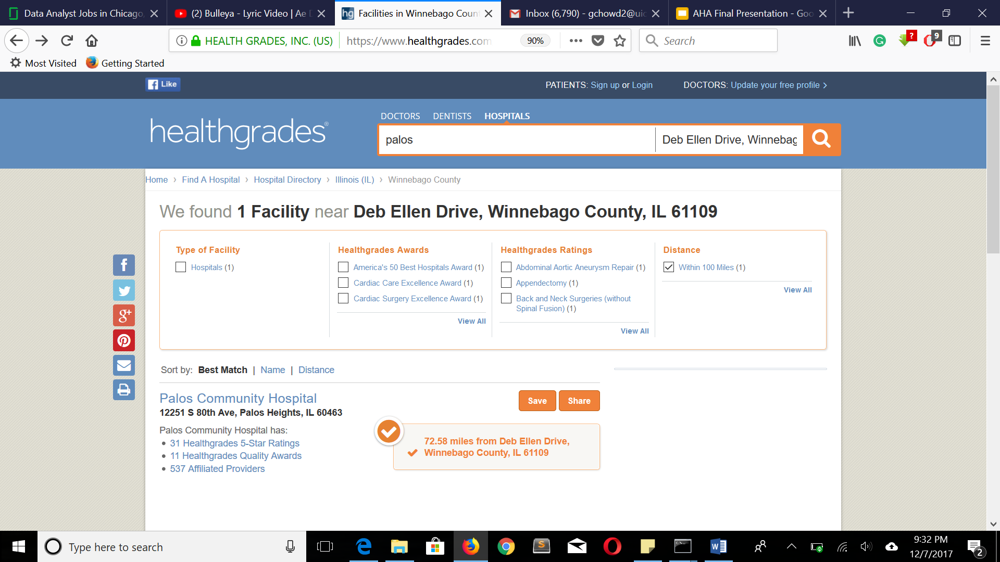 Data Analyst Jobs in Chicago,
(2) Bulleya - Lyric Video | Ae D
Facilities in Winnebago Coun
Inbox (6,790) - gchowd2@uic
AHA Final Presentation - Goo
HEALTH GRADES, INC. (US)
https://www.healthgrades.com
90%
Search
?
9
Most Visited
Getting Started
Like
PATIENTS: Sign up or Login
DOCTORS: Update your free profile >
DOCTORS
DENTISTS
HOSPITALS
healthgrades®
palos
Deb Ellen Drive, Winnebag
Home › Find A Hospital › Hospital Directory › Illinois (IL) › Winnebago County
We found 1 Facility near Deb Ellen Drive, Winnebago County, IL 61109
Type of Facility
Hospitals (1)
Healthgrades Awards
America's 50 Best Hospitals Award (1)
Cardiac Care Excellence Award (1)
Cardiac Surgery Excellence Award (1)
View All
Healthgrades Ratings
Abdominal Aortic Aneurysm Repair (1)
Appendectomy (1)
Back and Neck Surgeries (without
Spinal Fusion) (1)
View All
Distance
Within 100 Miles (1)
View All
Sort by: Best Match | Name | Distance
Palos Community Hospital
12251 S 80th Ave, Palos Heights, IL 60463
Save
Share
Palos Community Hospital has:
• 31 Healthgrades 5-Star Ratings
• 11 Healthgrades Quality Awards
• 537 Affiliated Providers
72.58 miles from Deb Ellen Drive,
Winnebago County, IL 61109
Type here to search
9:32 PM
12/7/2017
2